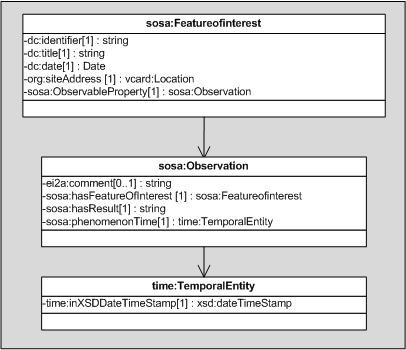 sosa:Featureofinterest
-dc:identifier[1] : string
-dc:title[1] : string
-dc:date[1] : Date
-org:siteAddress [1] : vcard:Location
-sosa:ObservableProperty[1] : sosa:Observation
sosa:Observation
-ei2a:comment[0..1] : string
-sosa:hasFeatureOfInterest [1] : sosa:Featureofinterest
-sosa:hasResult[1] : string
-sosa:phenomenonTime[1] : time:TemporalEntity
time:TemporalEntity
-time:inXSDDateTimeStamp[1] : xsd:dateTimeStamp